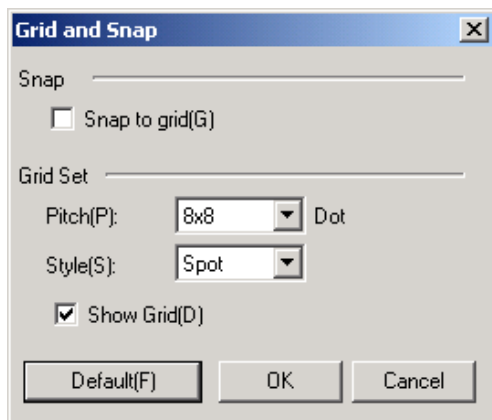 Grid and Snap
Snap
Snap to grid(G)
Grid Set
Pitch(P): 8x8 Dot
Style(S): Spot
Show Grid(D)
Default(F) OK Cancel